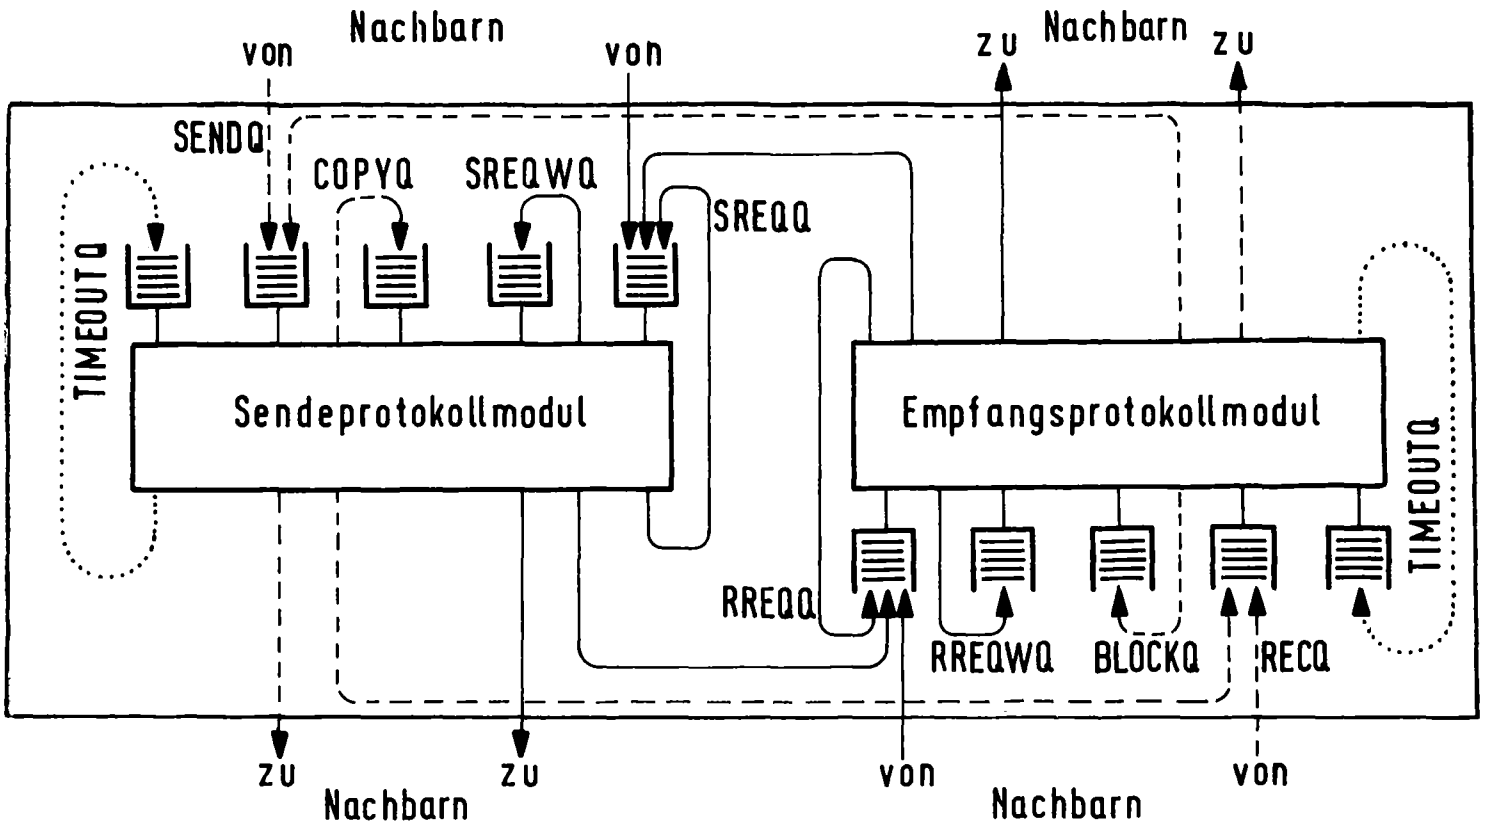 Nachbarn
von
von
zu
Nachbarn
zu
SENDQ
COPYQ
SREQWQ
SREQQ
TIMEOUTQ
Sendeprotokollmodul
Empfangsprotokollmodul
TIMEOUTQ
RREQQ
RREQWQ
BLOCKQ
RECQ
zu
zu
Nachbarn
von
von
Nachbarn